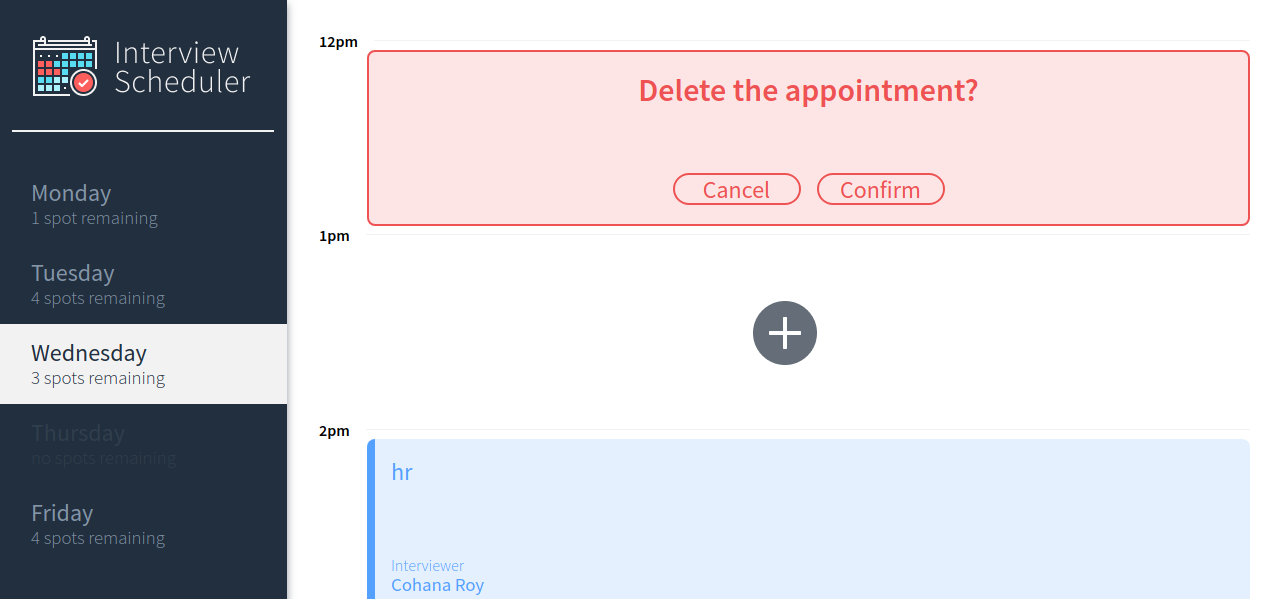 Interview
Scheduler
Monday
1 spot remaining
Tuesday
4 spots remaining
Wednesday
3 spots remaining
Thursday
no spots remaining
Friday
4 spots remaining
12pm
Delete the appointment?
Cancel Confirm
1pm
2pm
hr
Interviewer
Cohana Roy